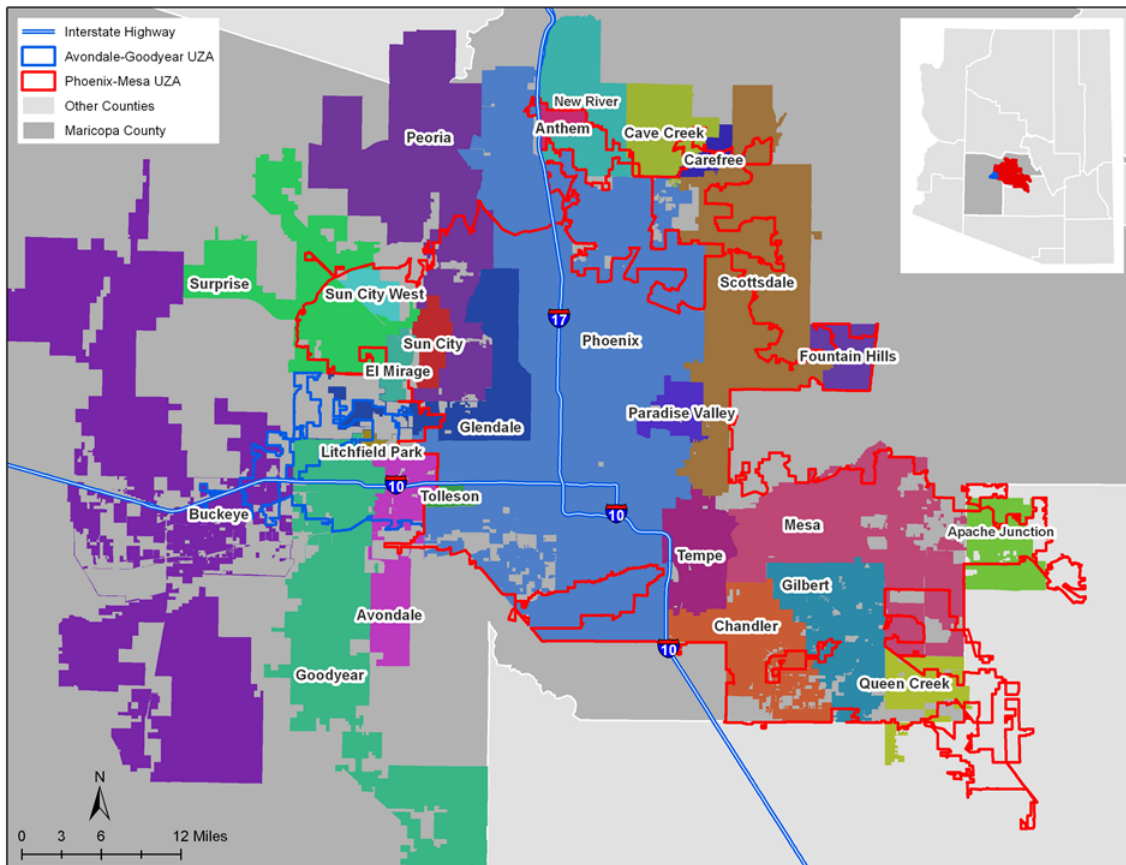 Interstate Highway
Avondale-Goodyear UZA
Phoenix-Mesa UZA
Other Counties
Maricopa County
New River
Anthem
Cave Creek
Peoria
Carefree
Surprise
Sun City West
Scottsdale
17
Sun City
Phoenix
Fountain Hills
El Mirage
Paradise Valley
Glendale
Litchfield Park
10
Tolleson
Buckeye
10
Mesa
Apache Junction
Tempe
Gilbert
Avondale
Chandler
10
Goodyear
Queen Creek
N
0 3 6 12 Miles